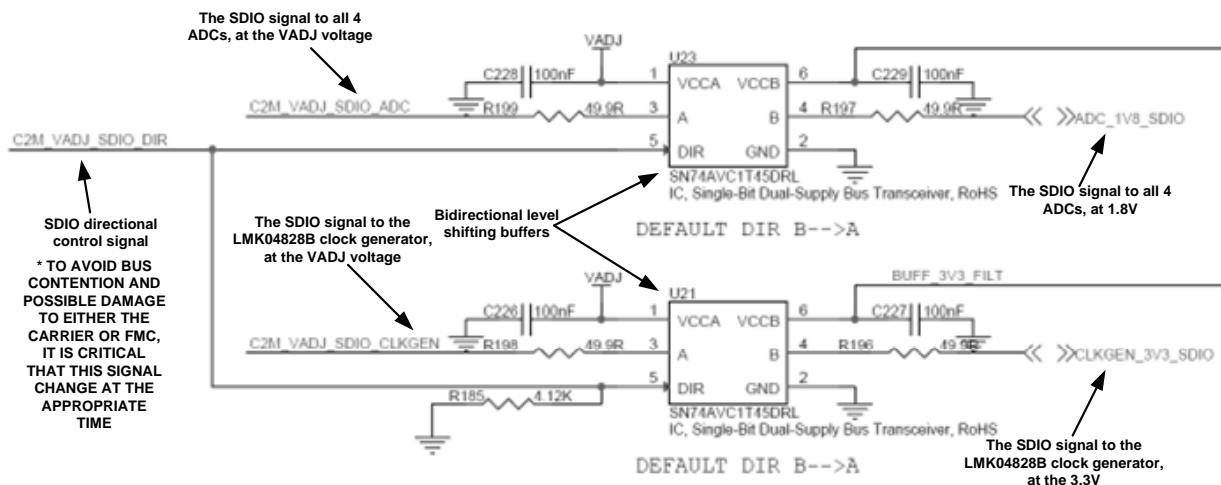 The SDIO signal to all 4
ADCs, at the VADJ voltage
VADJ
U23
C228
100nF
1
VCCA
VCCB
6
C229
100nF
C2M_VADJ_SDIO_ADC
R199
49.9R
3
A
B
4
R197
49.9R
ADC_1V8_SDIO
C2M_VADJ_SDIO_DIR
5
DIR
GND
2
SN74AVC1T45DRL
IC, Single-Bit Dual-Supply Bus Transceiver, RoHS
DEFAULT DIR B-->A
The SDIO signal to all 4
ADCs, at 1.8V
SDIO directional
control signal
* TO AVOID BUS
CONTENTION AND
POSSIBLE DAMAGE
TO EITHER THE
CARRIER OR FMC,
IT IS CRITICAL
THAT THIS SIGNAL
CHANGE AT THE
APPROPRIATE
TIME
The SDIO signal to the
LMK04828B clock generator,
at the VADJ voltage
Bidirectional level
shifting buffers
VADJ
BUFF_3V3_FILT
U21
C226
100nF
1
VCCA
VCCB
6
C227
100nF
C2M_VADJ_SDIO_CLKGEN
R198
49.9R
3
A
B
4
R196
49.9R
CLKGEN_3V3_SDIO
R185
4.12K
5
DIR
GND
2
SN74AVC1T45DRL
IC, Single-Bit Dual-Supply Bus Transceiver, RoHS
DEFAULT DIR B-->A
The SDIO signal to the
LMK04828B clock generator,
at the 3.3V